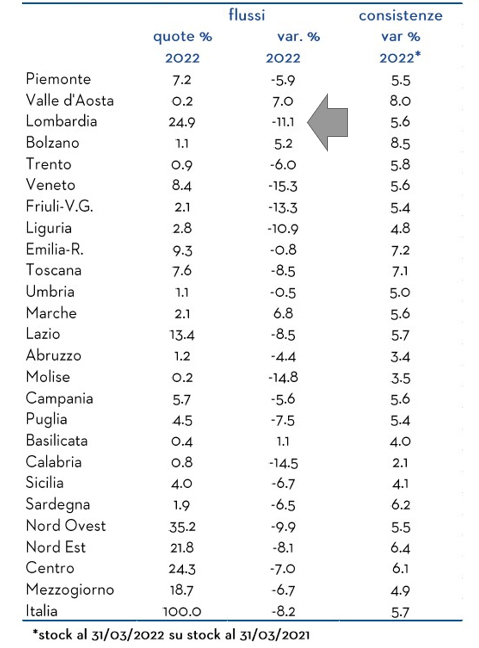 flussi consistenze
quote % var. % var %
2022 2022 2022*
Piemonte 7.2 -5.9 5.5
Valle d'Aosta 0.2 7.0 8.0
Lombardia 24.9 -11.1 5.6
Bolzano 1.1 5.2 8.5
Trento 0.9 -6.0 5.8
Veneto 8.4 -15.3 5.6
Friuli-V.G. 2.1 -13.3 5.4
Liguria 2.8 -10.9 4.8
Emilia-R. 9.3 -0.8 7.2
Toscana 7.6 -8.5 7.1
Umbria 1.1 -0.5 5.0
Marche 2.1 6.8 5.6
Lazio 13.4 -8.5 5.7
Abruzzo 1.2 -4.4 3.4
Molise 0.2 -14.8 3.5
Campania 5.7 -5.6 5.6
Puglia 4.5 -7.5 5.4
Basilicata 0.4 1.1 4.0
Calabria 0.8 -14.5 2.1
Sicilia 4.0 -6.7 4.1
Sardegna 1.9 -6.5 6.2
Nord Ovest 35.2 -9.9 5.5
Nord Est 21.8 -8.1 6.4
Centro 24.3 -7.0 6.1
Mezzogiorno 18.7 -6.7 4.9
Italia 100.0 -8.2 5.7
*stock al 31/03/2022 su stock al 31/03/2021